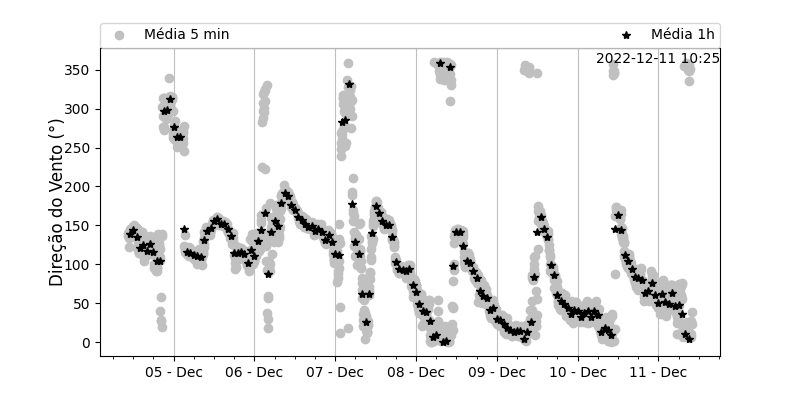 Média 5 min
Média 1h
2022-12-11 10:25
Direção do Vento (°)
350
300
250
200
150
100
50
0
05 - Dec
06 - Dec
07 - Dec
08 - Dec
09 - Dec
10 - Dec
11 - Dec